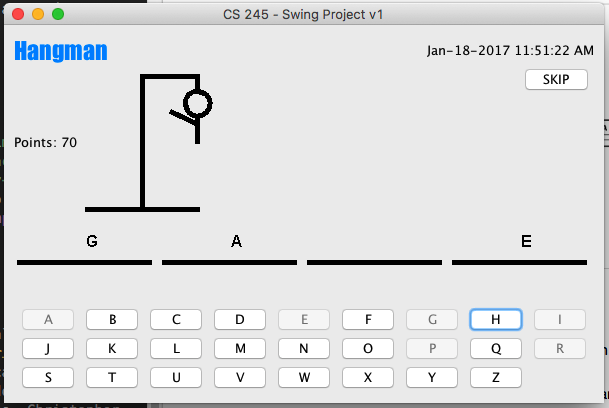 CS 245 - Swing Project v1
Hangman
Jan-18-2017 11:51:22 AM
SKIP
Points: 70
G A E
A B C D E F G H I
J K L M N O P Q R
S T U V W X Y Z